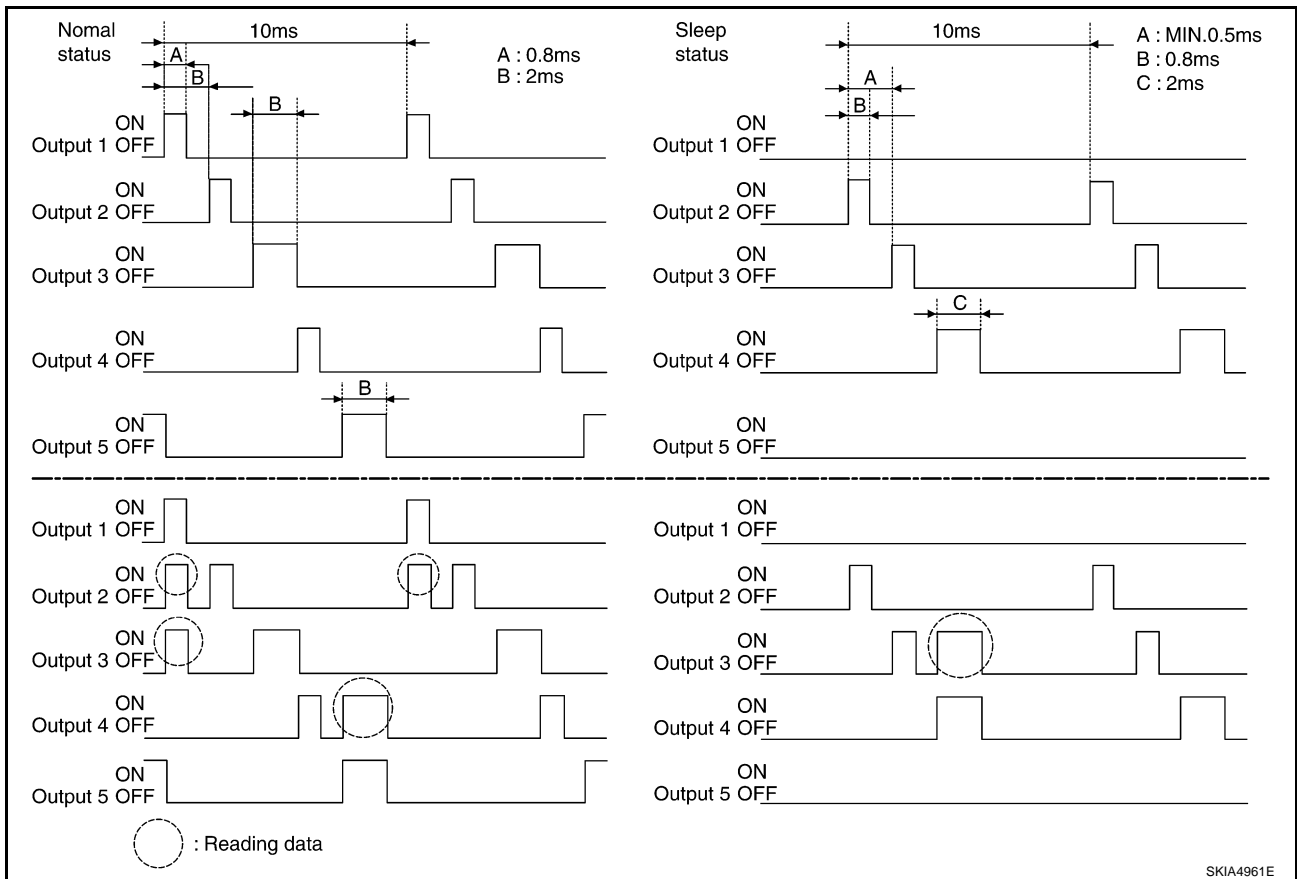 Nomal
status
10ms
A
B
B
A : 0.8ms
B : 2ms
ON
Output 1 OFF
ON
Output 2 OFF
ON
Output 3 OFF
ON
Output 4 OFF
B
ON
Output 5 OFF
Sleep
status
10ms
A
B
A : MIN.0.5ms
B : 0.8ms
C : 2ms
ON
Output 1 OFF
ON
Output 2 OFF
ON
Output 3 OFF
C
ON
Output 4 OFF
ON
Output 5 OFF
ON
Output 1 OFF
ON
Output 2 OFF
ON
Output 3 OFF
ON
Output 4 OFF
ON
Output 5 OFF
: Reading data
ON
Output 1 OFF
ON
Output 2 OFF
ON
Output 3 OFF
ON
Output 4 OFF
ON
Output 5 OFF
SKIA4961E